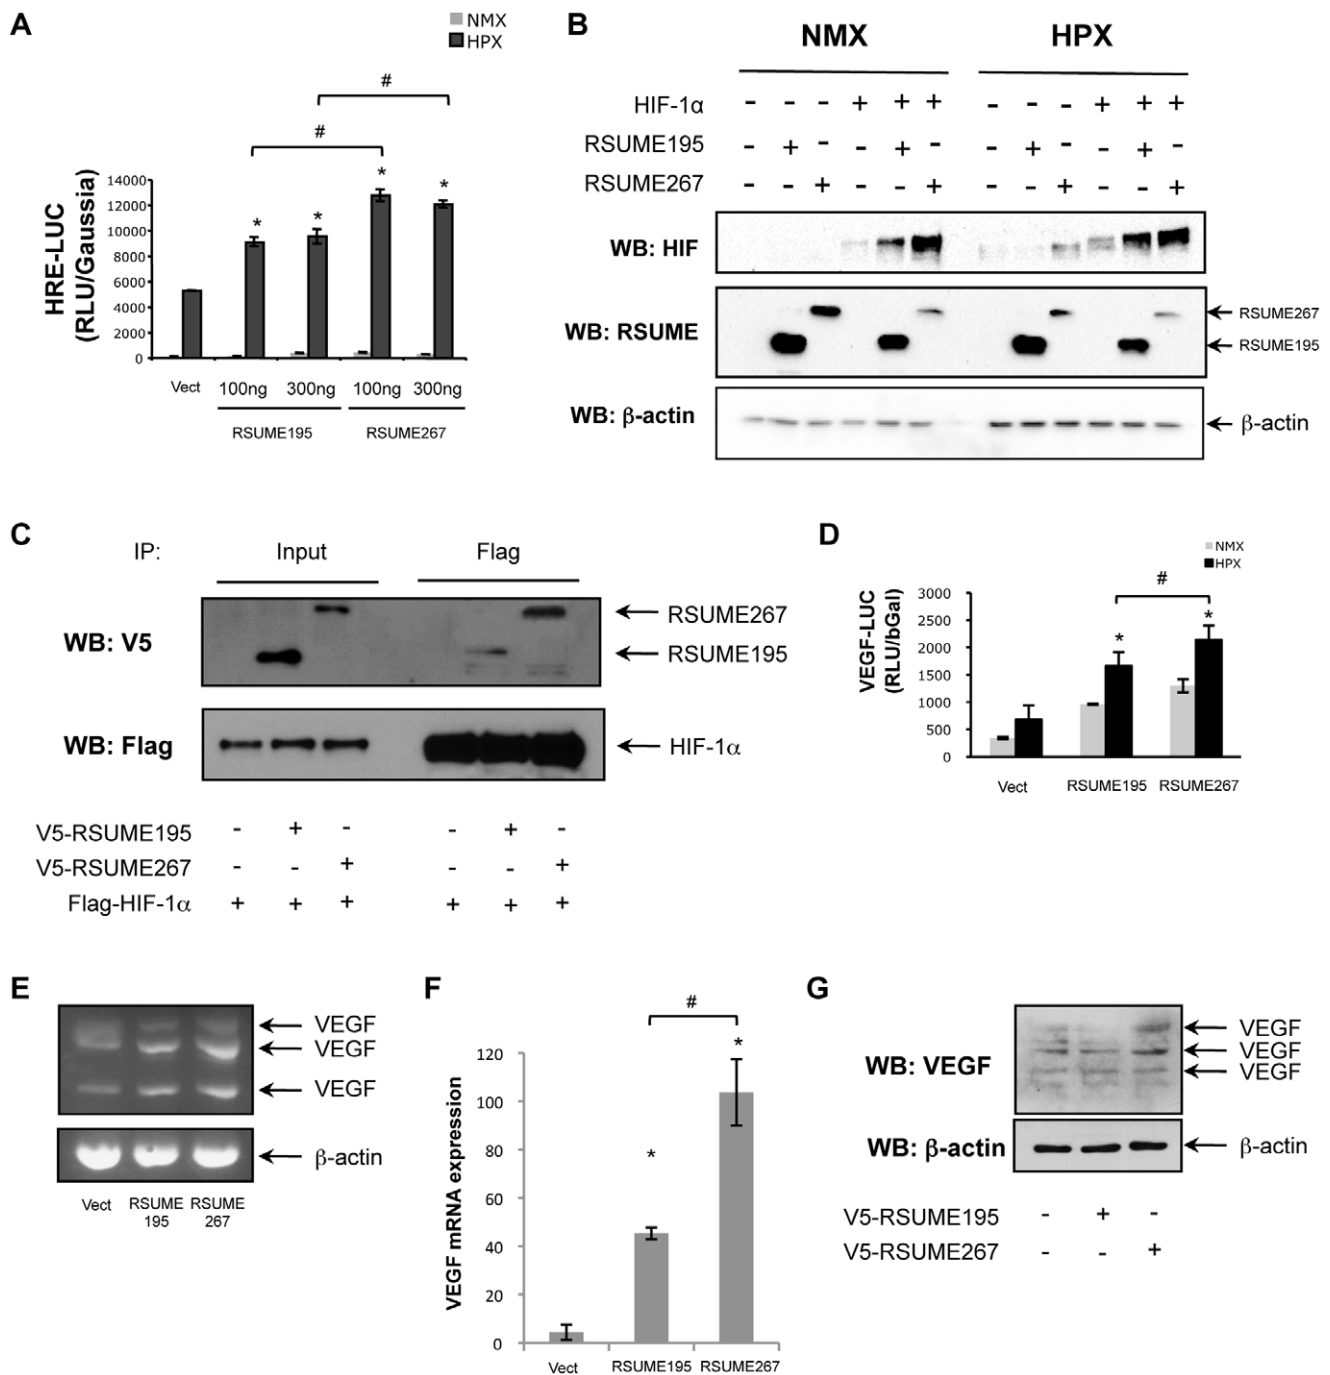 A
NMX
HPX
#
#
* * * *
HRE-LUC
(RLU/Gaussia)
14000
12000
10000
8000
6000
4000
2000
0
Vect 100ng 300ng 100ng 300ng
RSUME195 RSUME267
B
NMX HPX
HIF-1α - - - + + + - - - + + +
RSUME195 - + - - + - - + - - + -
RSUME267 - - + - - + - - + - - +
WB: HIF
WB: RSUME
RSUME267
RSUME195
WB: β-actin
β-actin
C
IP: Input Flag
WB: V5
RSUME267
RSUME195
WB: Flag
HIF-1α
V5-RSUME195 - + - - + -
V5-RSUME267 - - + - - +
Flag-HIF-1α + + + + + +
D
NMX
HPX
#
* *
VEGF-LUC
(RLU/bGal)
3000
2500
2000
1500
1000
500
0
Vect RSUME195 RSUME267
E
VEGF
VEGF
VEGF
β-actin
Vect RSUME RSUME
195 267
F
#
* *
VEGF mRNA expression
120
100
80
60
40
20
0
Vect RSUME195 RSUME267
G
WB: VEGF
VEGF
VEGF
VEGF
WB: β-actin
β-actin
V5-RSUME195 - + -
V5-RSUME267 - - +